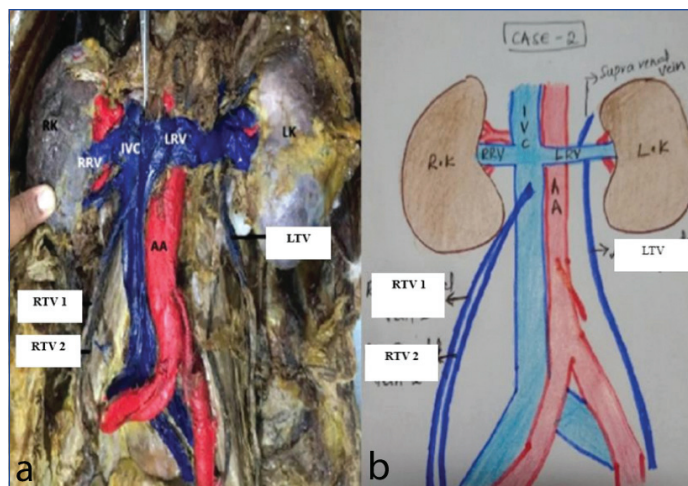 RK
RRV
IVC
LRV
LK
AA
LTV
RTV 1
RTV 2
a
CASE-2
Supra renal
vein
IVC
R.K
RRV
LRV
L.K
AA
LTV
RTV 1
RTV 2
b